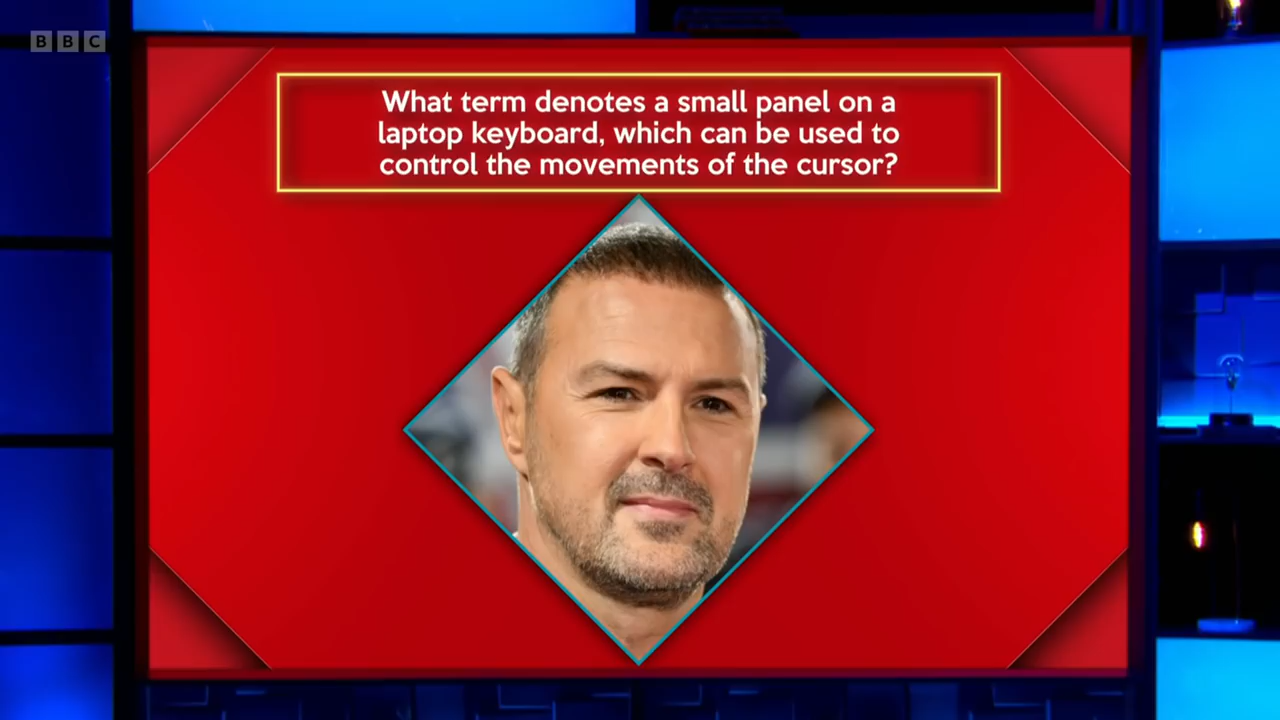 BBC
What term denotes a small panel on a
laptop keyboard, which can be used to
control the movements of the cursor?